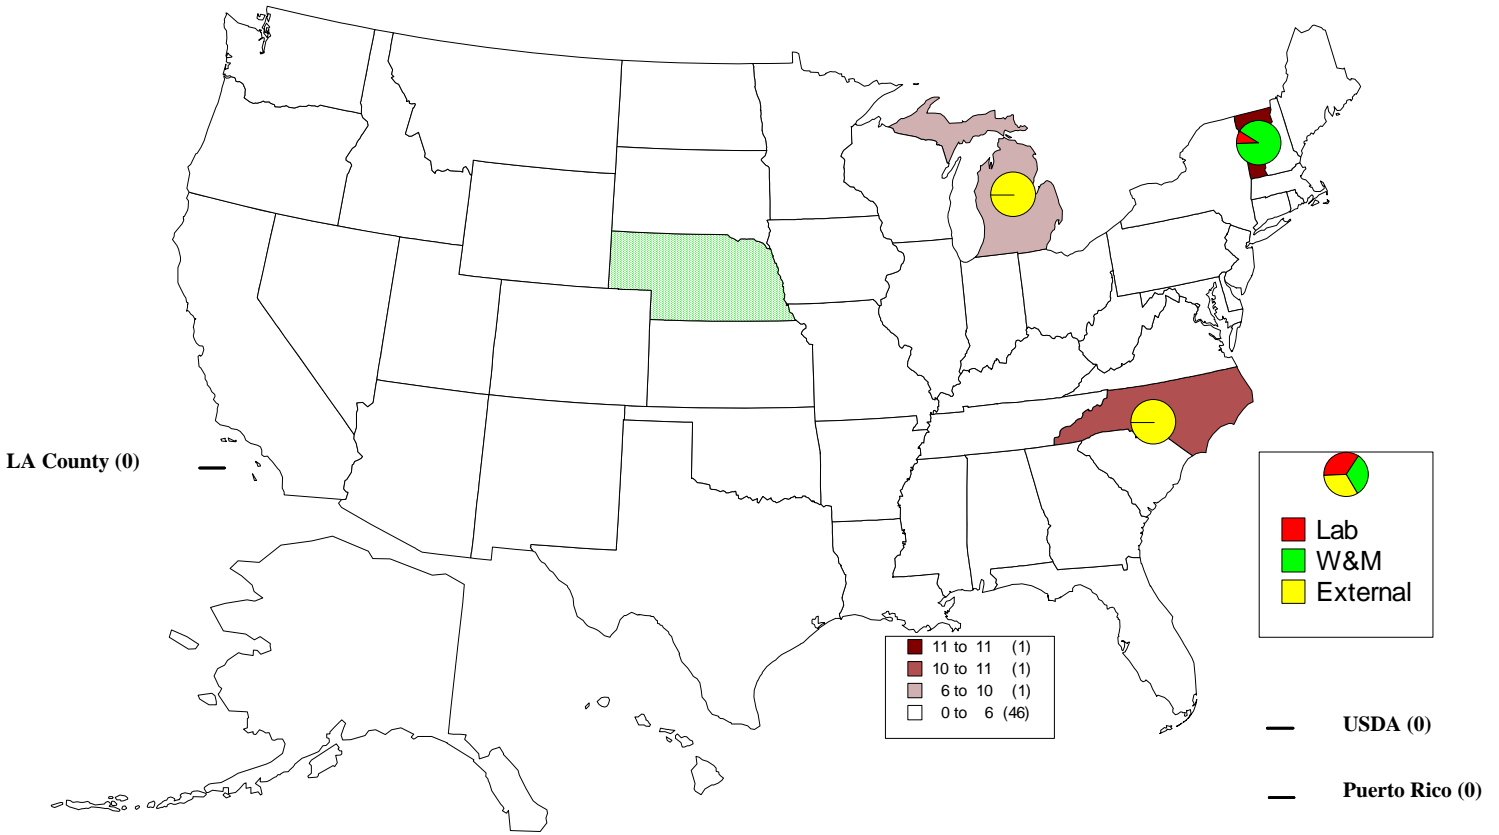 LA County (0)
Lab
W&M
External
11 to 11 (1)
10 to 11 (1)
6 to 10 (1)
0 to 6 (46)
USDA (0)
Puerto Rico (0)